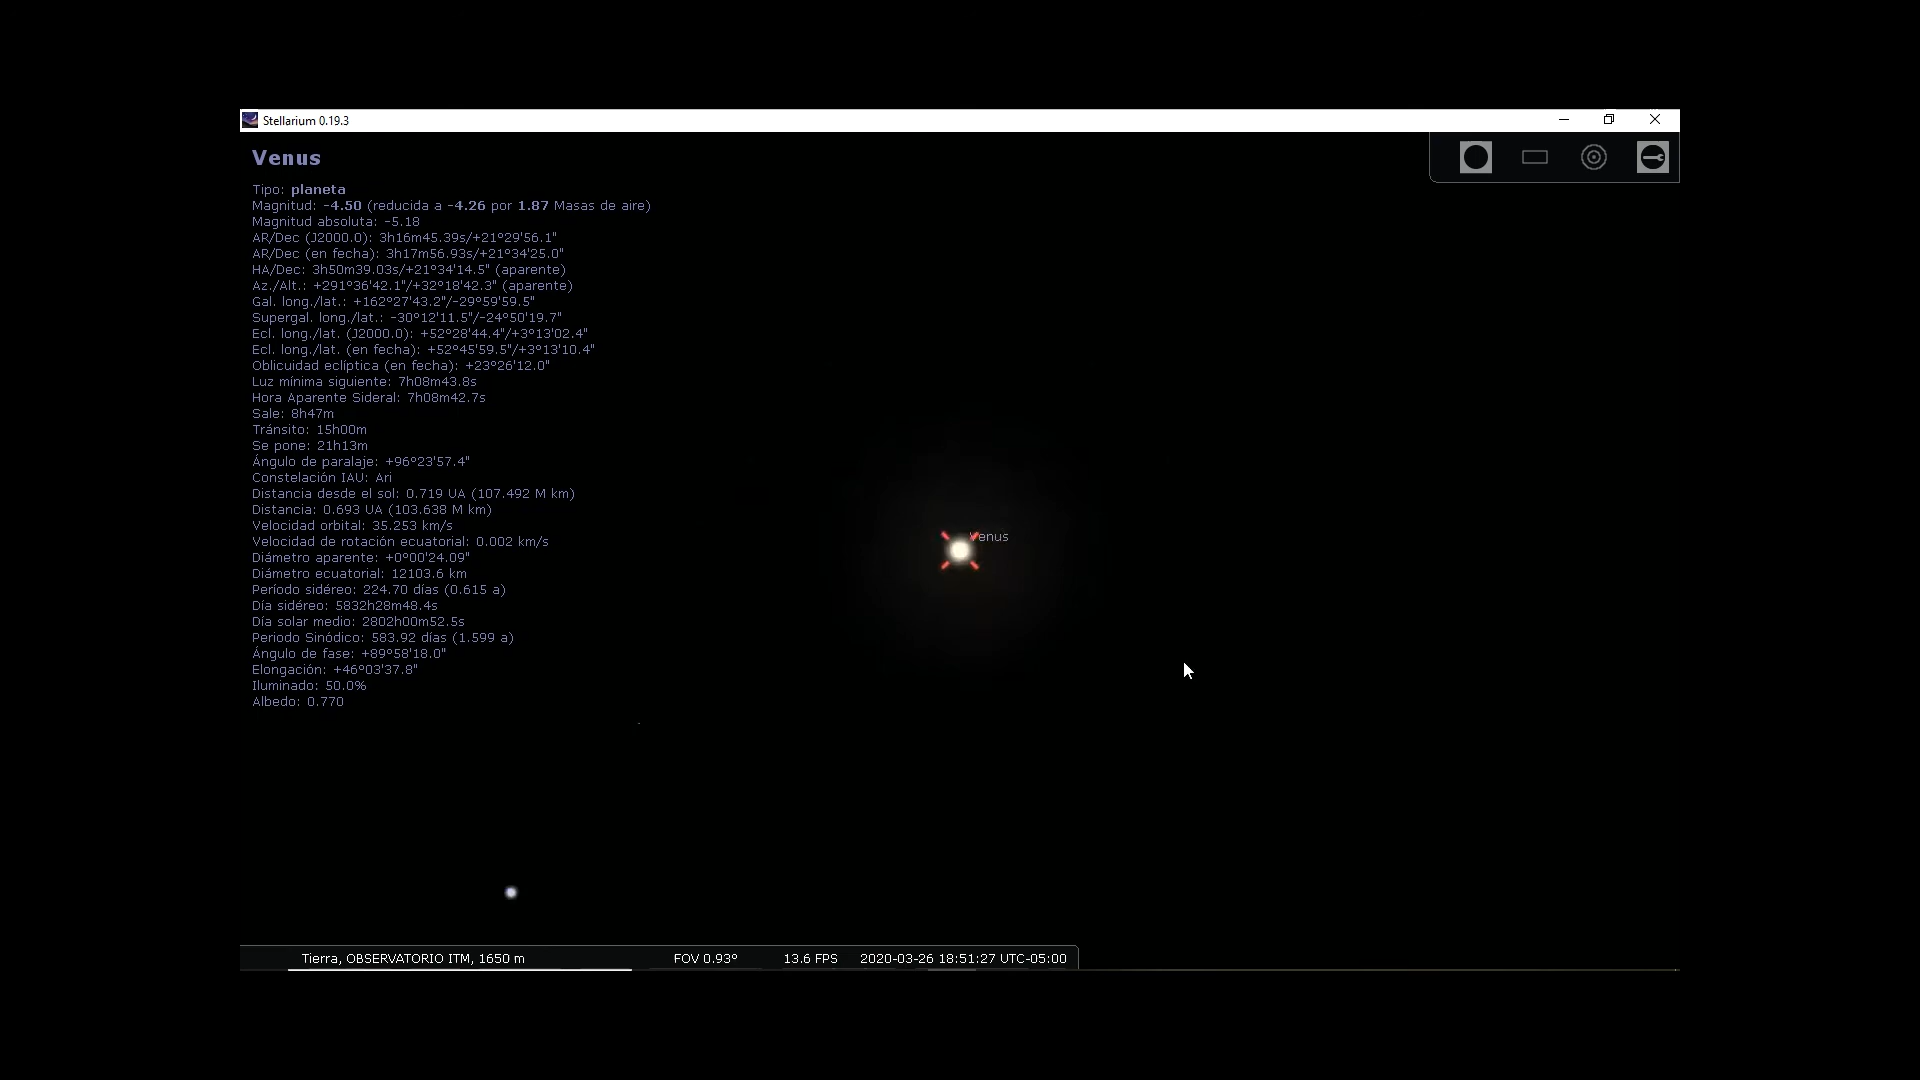 Stellarium 0.19.3
Venus
Tipo: planeta
Magnitud: -4.50 (reducida a -4.26 por 1.87 Masas de aire)
Magnitud absoluta: -5.18
AR/Dec (J2000.0): 3h16m45.39s/+21°29'56.1"
AR/Dec (en fecha): 3h17m56.93s/+21°34'25.0"
HA/Dec: 3h50m39.03s/+21°34'14.5" (aparente)
Az./Alt.: +291°36'42.1"/+32°18'42.3" (aparente)
Gal. long./lat.: +162°27'43.2"/-29°59'59.5"
Supergal. long./lat.: -30°12'11.5"/-24°50'19.7"
Ecl. long./lat. (J2000.0): +52°28'44.4"/+3°13'02.4"
Ecl. long./lat. (en fecha): +52°45'59.5"/+3°13'10.4"
Oblicuidad eclíptica (en fecha): +23°26'12.0"
Luz mínima siguiente: 7h08m43.8s
Hora Aparente Sideral: 7h08m42.7s
Sale: 8h47m
Tránsito: 15h00m
Se pone: 21h13m
Ángulo de paralaje: +96°23'57.4"
Constelación IAU: Ari
Distancia desde el sol: 0.719 UA (107.492 M km)
Distancia: 0.693 UA (103.638 M km)
Velocidad orbital: 35.253 km/s
Velocidad de rotación ecuatorial: 0.002 km/s
Diámetro aparente: +0°00'24.09"
Diámetro ecuatorial: 12103.6 km
Período sidéreo: 224.70 días (0.615 a)
Día sidéreo: 5832h28m48.4s
Día solar medio: 2802h00m52.5s
Periodo Sinódico: 583.92 días (1.599 a)
Ángulo de fase: +89°58'18.0"
Elongación: +46°03'37.8"
Iluminado: 50.0%
Albedo: 0.770
Venus
Tierra, OBSERVATORIO ITM, 1650 m FOV 0.93° 13.6 FPS 2020-03-26 18:51:27 UTC-05:00